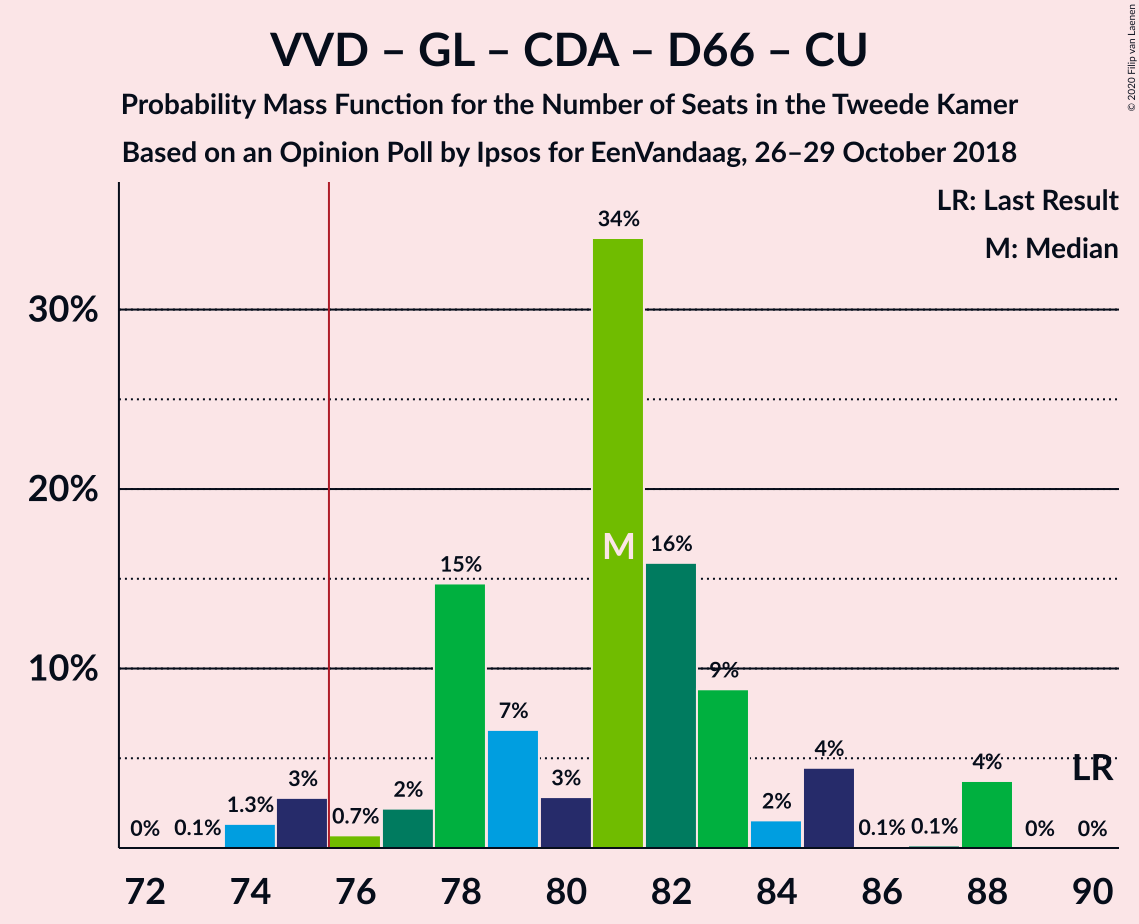 VVD – GL – CDA – D66 – CU
Probability Mass Function for the Number of Seats in the Tweede Kamer
Based on an Opinion Poll by Ipsos for EenVandaag, 26–29 October 2018
© 2020 Filip van Laenen
LR: Last Result
M: Median
34%
30%
20%
M
16%
15%
10%
9%
7%
4%
4%
LR
3%
3%
2%
2%
1.3%
0.7%
0%
0.1%
0.1%
0.1%
0%
0%
72 74 76 78 80 82 84 86 88 90